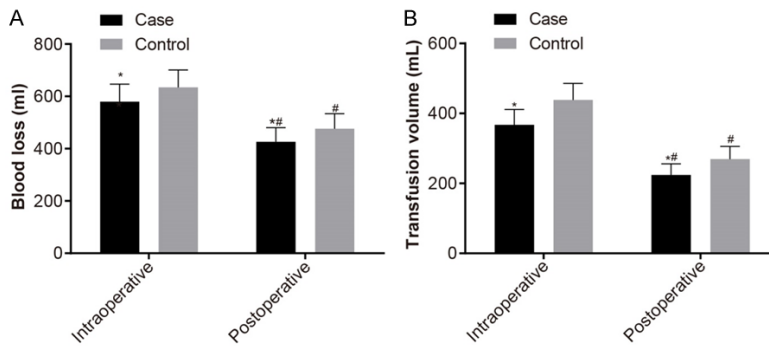 A
Case
Control
Blood loss (ml)
800
600
400
200
0
*
*#
#
Intraoperative
Postoperative
B
Case
Control
Transfusion volume (mL)
600
400
200
0
*
*#
#
Intraoperative
Postoperative